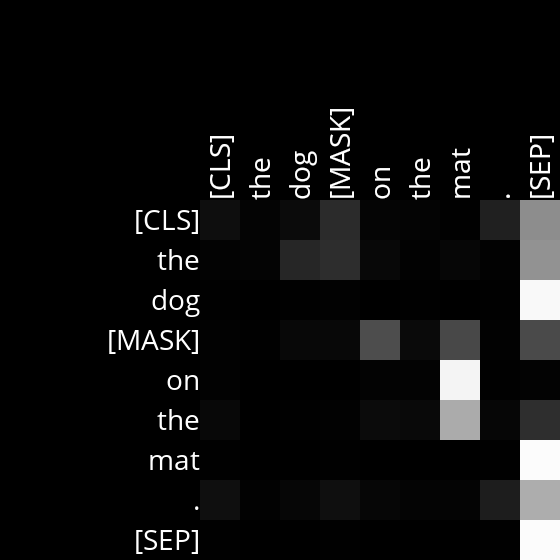 [CLS] the dog [MASK] on the mat . [SEP]
[CLS]
the
dog
[MASK]
on
the
mat
.
[SEP]